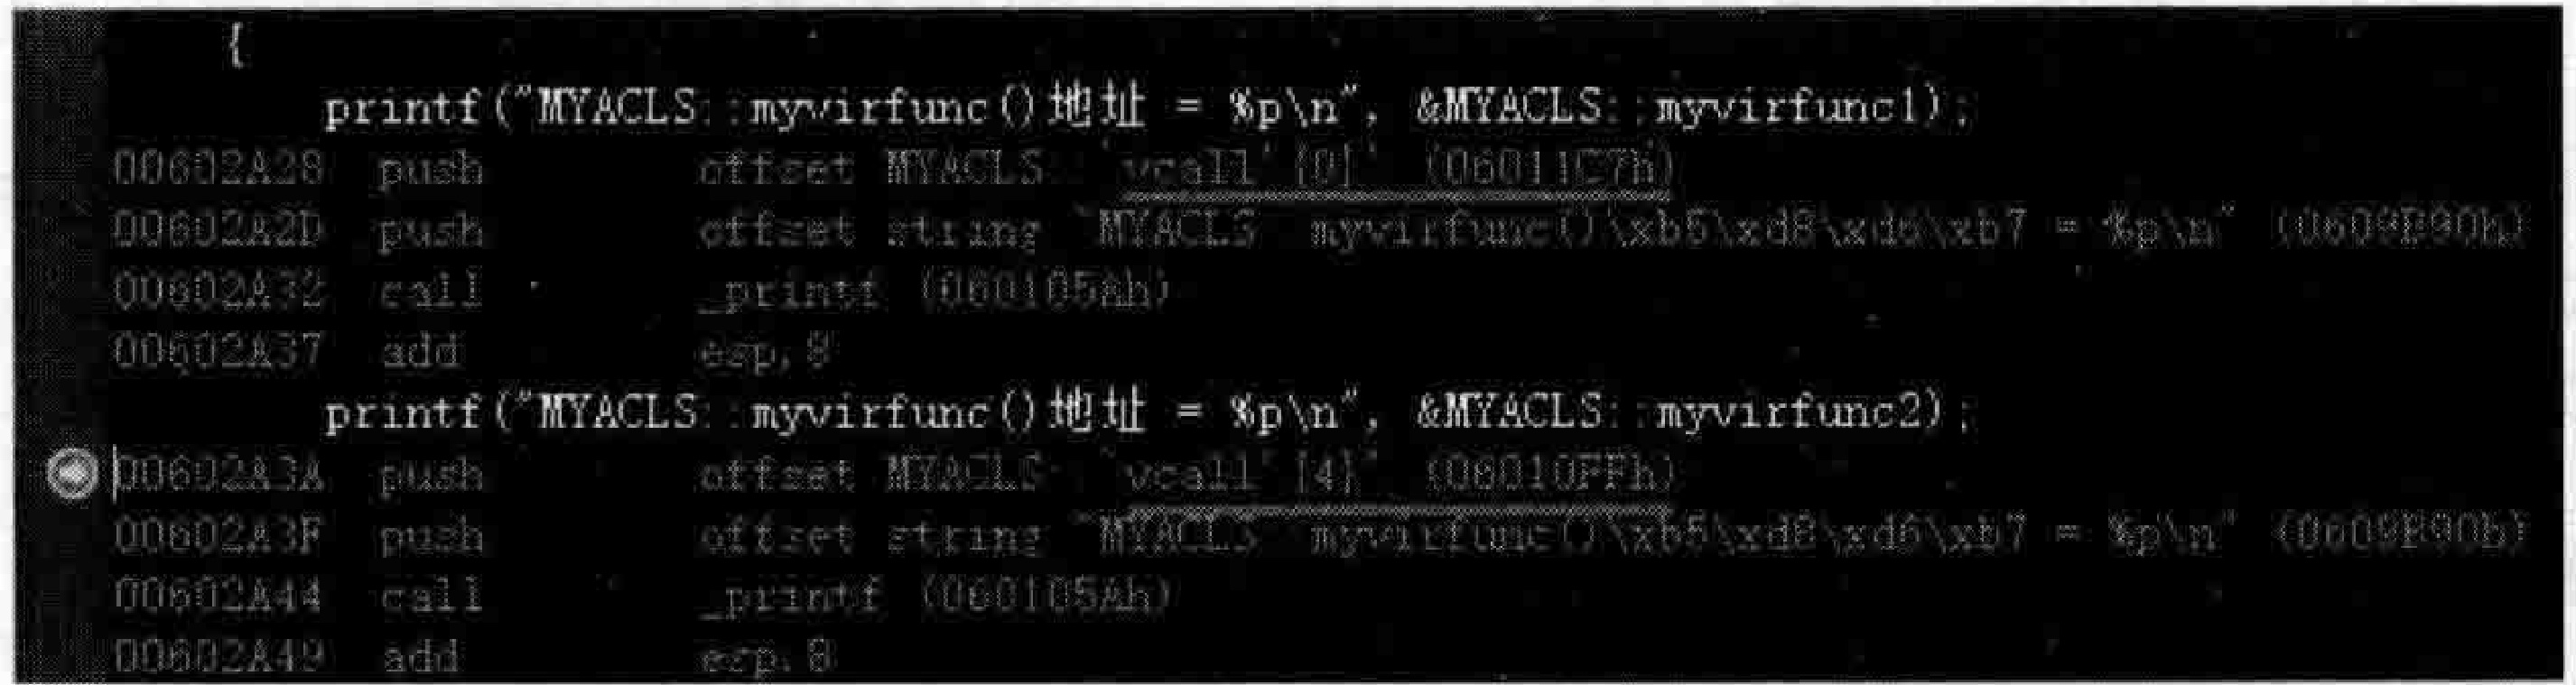 {
printf("MYACLS::myvirfunc()地址 = %p\n", &MYACLS::myvirfunc1);
00602A28 push offset MYACLS::`vcall'{0}' (06011C7h)
00602A2D push offset string "MYACLS::myvirfunc()\xb5\xd8\xd6\xb7 = %p\n"
00602A32 call _printf (060105Ah)
00602A37 add esp,8
printf("MYACLS::myvirfunc()地址 = %p\n", &MYACLS::myvirfunc2);
00602A3A push offset MYACLS::`vcall'{4}' (06010FFh)
00602A3F push offset string "MYACLS::myvirfunc()\xb5\xd8\xd6\xb7 = %p\n"
00602A44 call _printf (060105Ah)
00602A49 add esp,8